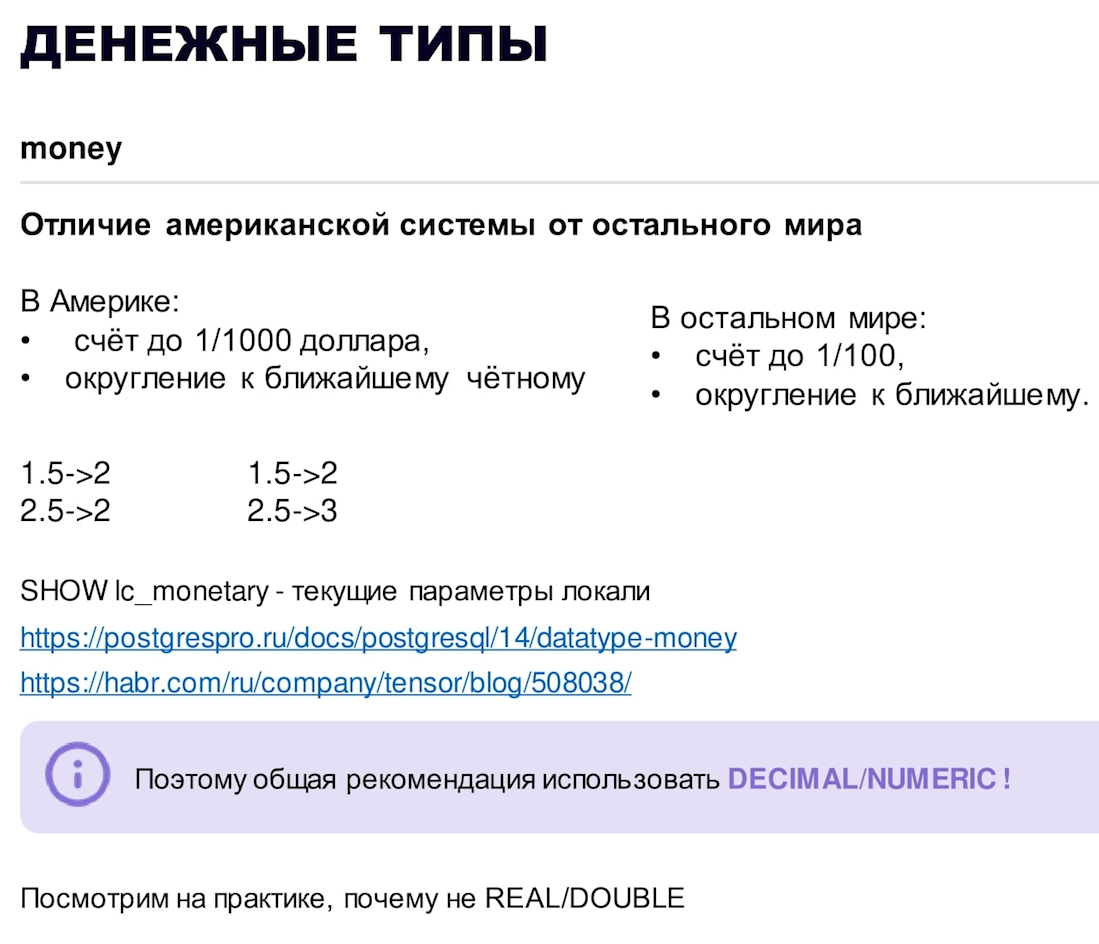 ДЕНЕЖНЫЕ ТИПЫ
money
Отличие американской системы от остального мира
В Америке:
• счёт до 1/1000 доллара,
• округление к ближайшему чётному
В остальном мире:
• счёт до 1/100,
• округление к ближайшему.
1.5->2 1.5->2
2.5->2 2.5->3
SHOW lc_monetary - текущие параметры локали
https://postgrespro.ru/docs/postgresql/14/datatype-money
https://habr.com/ru/company/tensor/blog/508038/
Поэтому общая рекомендация использовать DECIMAL/NUMERIC !
Посмотрим на практике, почему не REAL/DOUBLE